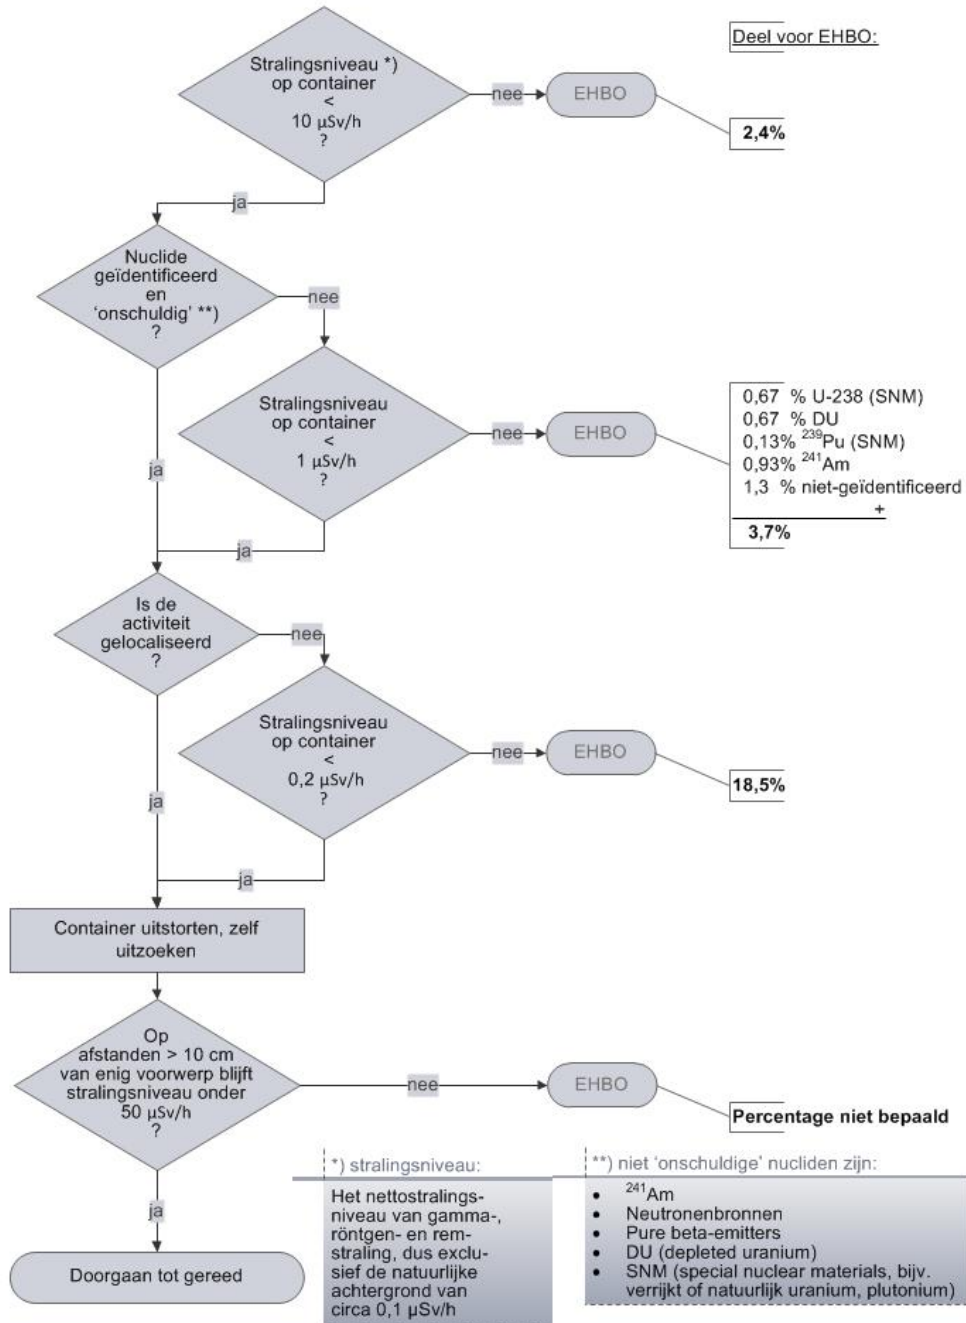 Deel voor EHBO:
Stralingsniveau *)
op container
<
10 µSv/h
?
nee
EHBO
2,4%
ja
Nuclide
geïdentificeerd
en
‘onschuldig’ **)
?
nee
Stralingsniveau
op container
<
1 µSv/h
?
nee
EHBO
0,67 % U-238 (SNM)
0,67 % DU
0,13% ²³⁹Pu (SNM)
0,93% ²⁴¹Am
1,3 % niet-geïdentificeerd
+
3,7%
ja
ja
Is de
activiteit
gelocaliseerd
?
nee
Stralingsniveau
op container
<
0,2 µSv/h
?
nee
EHBO
18,5%
ja
ja
Container uitstorten, zelf
uitzoeken
Op
afstanden > 10 cm
van enig voorwerp blijft
stralingsniveau onder
50 µSv/h
?
nee
EHBO
Percentage niet bepaald
ja
Doorgaan tot gereed
*) stralingsniveau:
Het nettostralings-
niveau van gamma-,
röntgen- en rem-
straling, dus exclu-
sief de natuurlijke
achtergrond van
circa 0,1 µSv/h
**) niet ‘onschuldige’ nucliden zijn:
• ²⁴¹Am
• Neutronenbronnen
• Pure beta-emitters
• DU (depleted uranium)
• SNM (special nuclear materials, bijv.
verrijkt of natuurlijk uranium, plutonium)